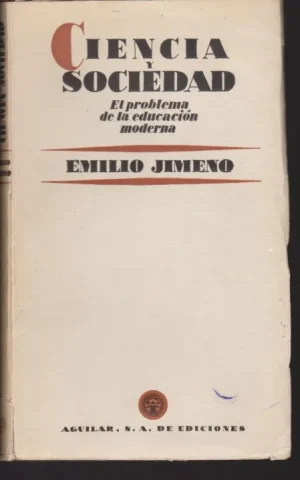 CIENCIA
Y
SOCIEDAD
El problema
de la educación
moderna
EMILIO JIMENO
AGUILAR, S. A. DE EDICIONES